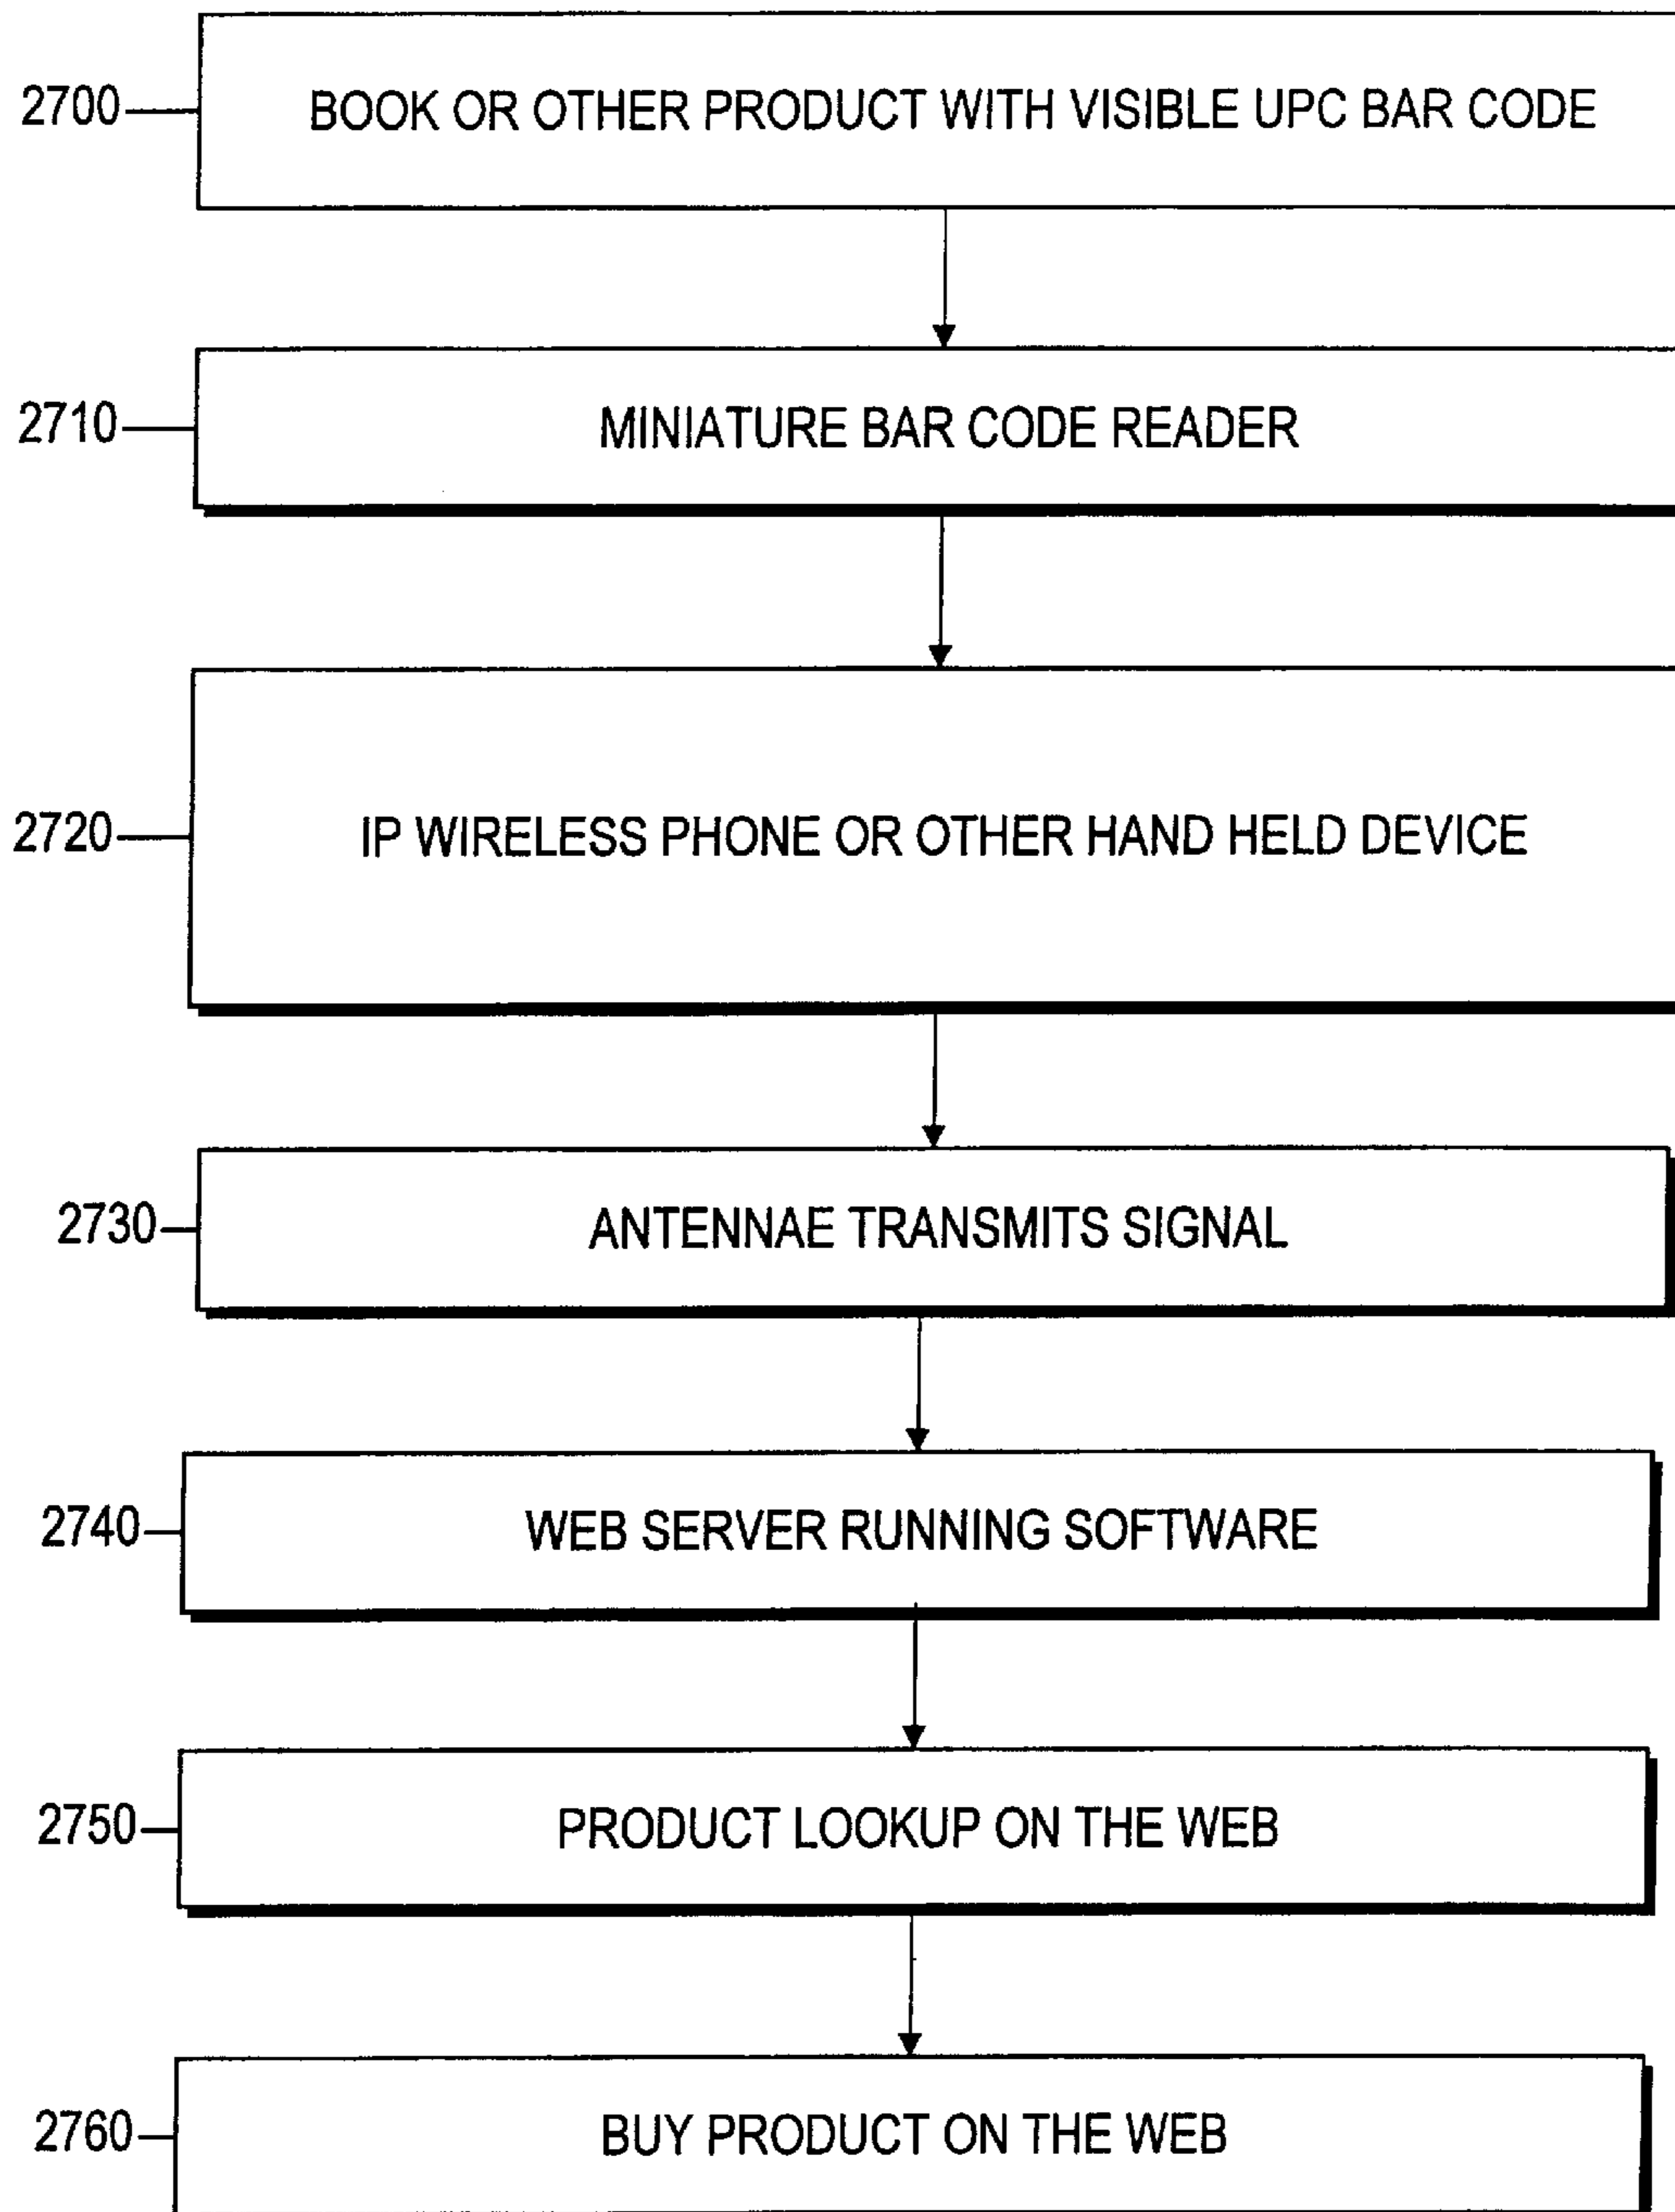 2700 BOOK OR OTHER PRODUCT WITH VISIBLE UPC BAR CODE
2710 MINIATURE BAR CODE READER
2720 IP WIRELESS PHONE OR OTHER HAND HELD DEVICE
2730 ANTENNAE TRANSMITS SIGNAL
2740 WEB SERVER RUNNING SOFTWARE
2750 PRODUCT LOOKUP ON THE WEB
2760 BUY PRODUCT ON THE WEB